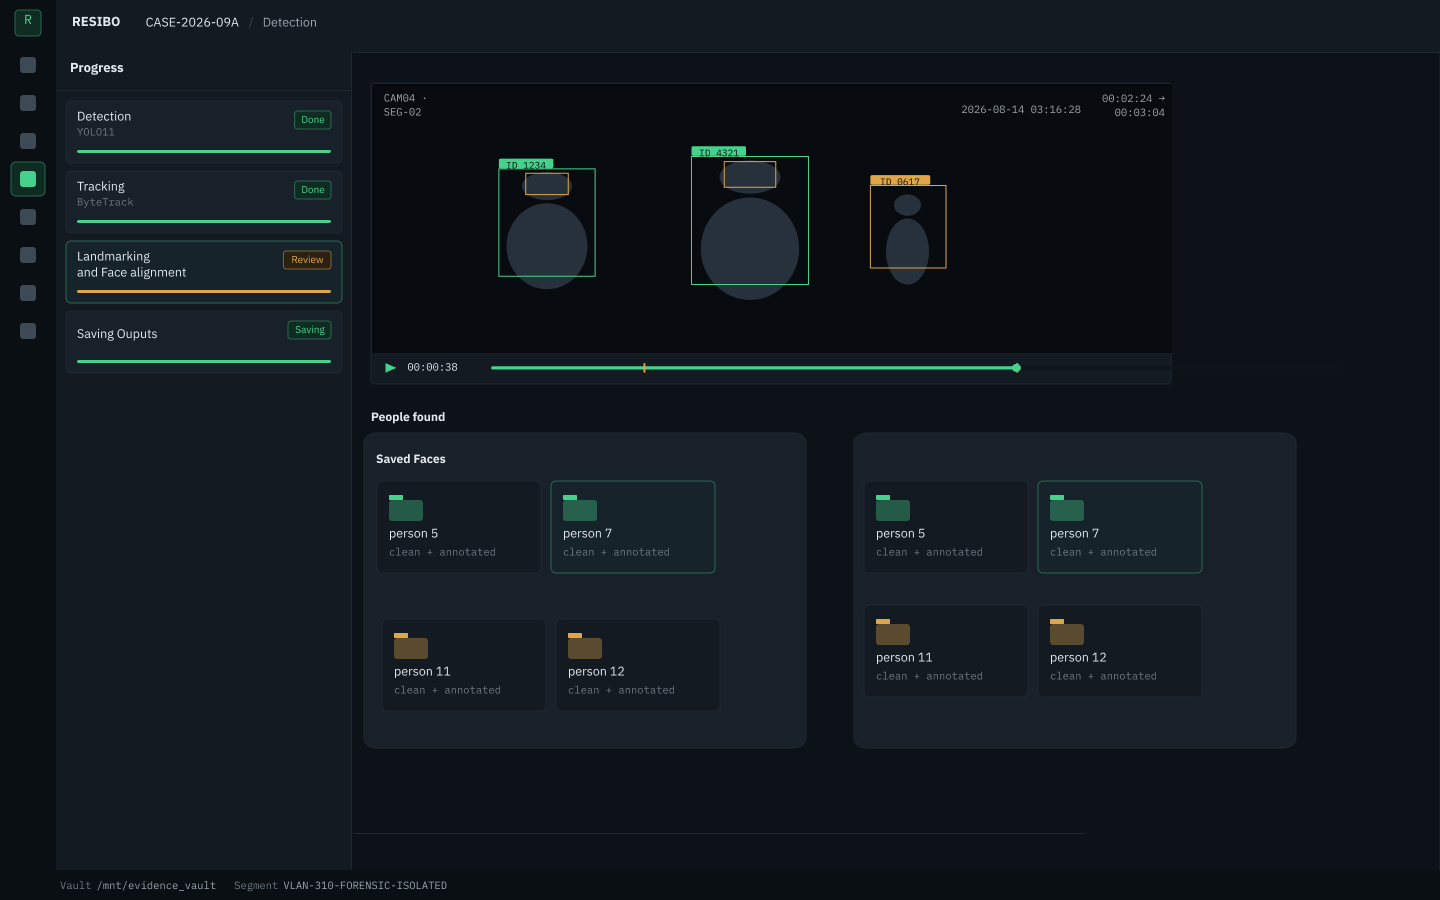 R
RESIBO CASE-2026-09A / Detection
Progress
Detection
YOLO11
Done
Tracking
ByteTrack
Done
Landmarking
and Face alignment
Review
Saving Ouputs
Saving
CAM04 ·
SEG-02
2026-08-14 03:16:28
00:02:24 →
00:03:04
ID 1234
ID 4321
ID 0617
00:00:38
People found
Saved Faces
person 5
clean + annotated
person 7
clean + annotated
person 11
clean + annotated
person 12
clean + annotated
person 5
clean + annotated
person 7
clean + annotated
person 11
clean + annotated
person 12
clean + annotated
Vault /mnt/evidence_vault Segment VLAN-310-FORENSIC-ISOLATED